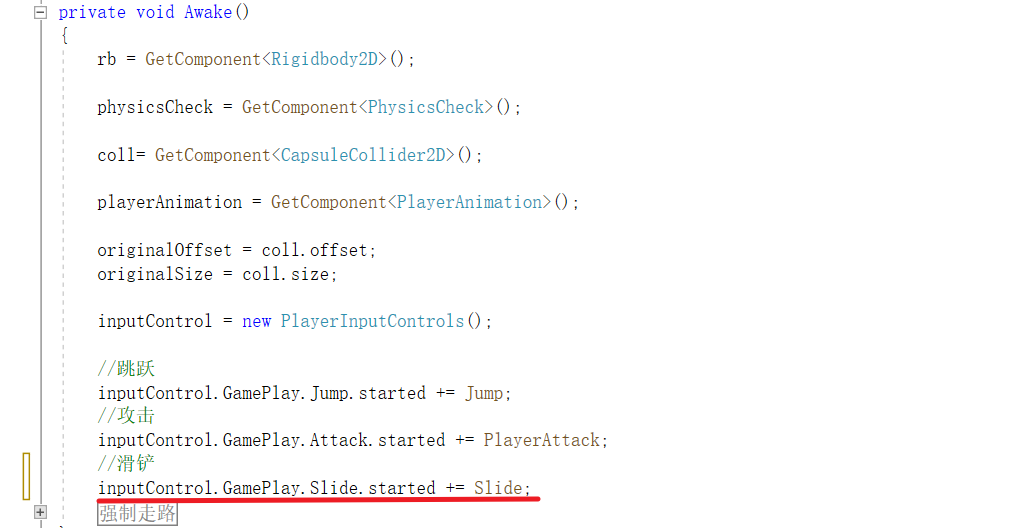 private void Awake()
{
rb = GetComponent<Rigidbody2D>();
physicsCheck = GetComponent<PhysicsCheck>();
coll= GetComponent<CapsuleCollider2D>();
playerAnimation = GetComponent<PlayerAnimation>();
originalOffset = coll.offset;
originalSize = coll.size;
inputControl = new PlayerInputControls();
//跳跃
inputControl.GamePlay.Jump.started += Jump;
//攻击
inputControl.GamePlay.Attack.started += PlayerAttack;
//滑铲
inputControl.GamePlay.Slide.started += Slide;
强制走路